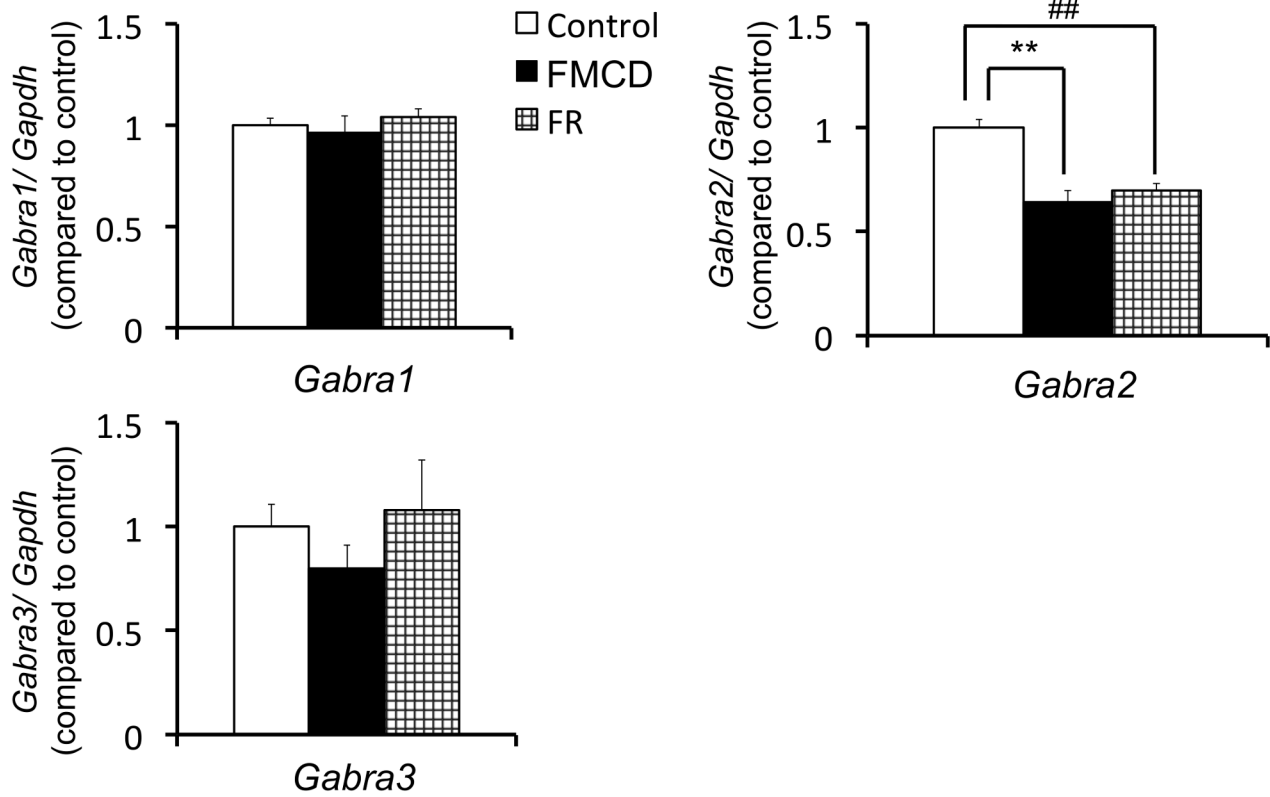 Gabra1/ Gapdh
(compared to control)
1.5
1
0.5
0
Gabra1
Control
FMCD
FR
Gabra2/ Gapdh
(compared to control)
1.5
1
0.5
0
##
**
Gabra2
Gabra3/ Gapdh
(compared to control)
1.5
1
0.5
0
Gabra3